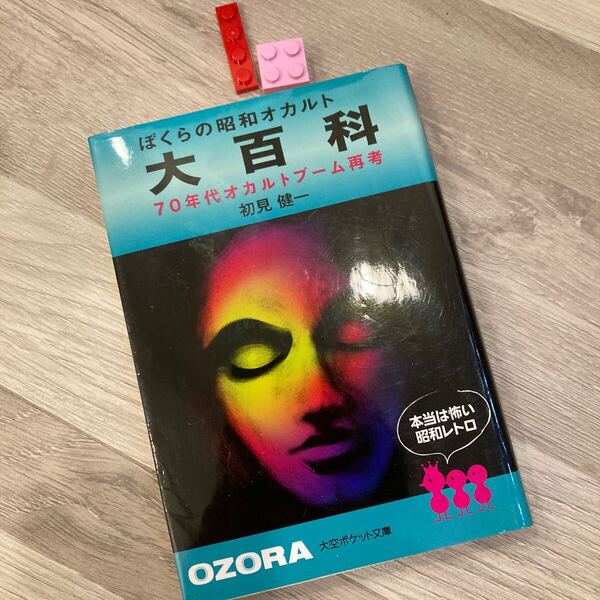 ぼくらの昭和オカルト
大百科
70年代オカルトブーム再考
初見 健一
本当は怖い
昭和レトロ
OZORA 大空ポケット文庫